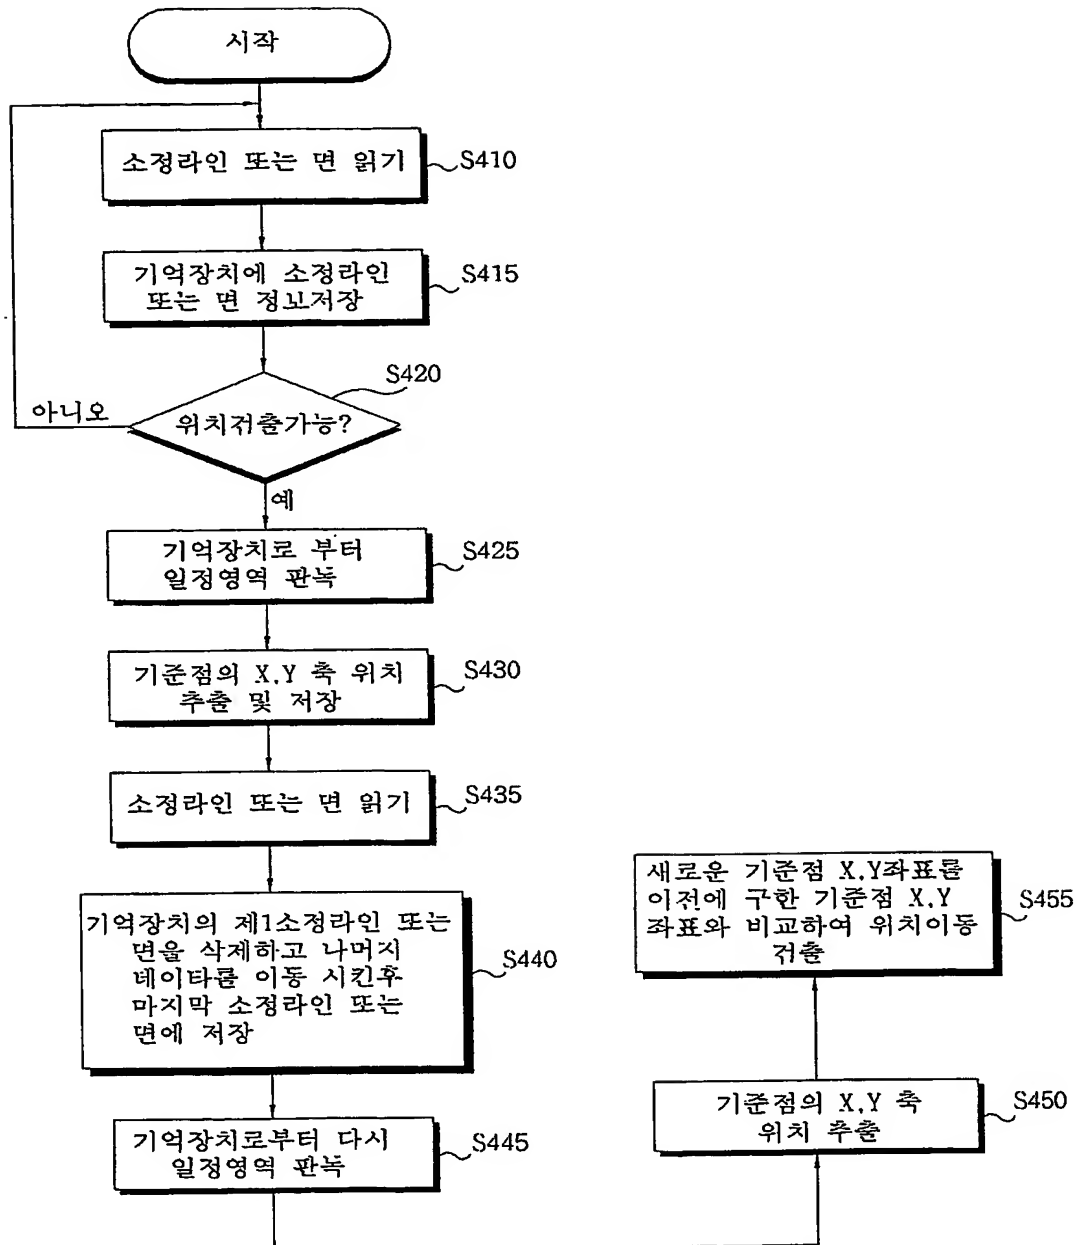 시작
소정라인 또는 면 읽기
S410
기억장치에 소정라인
또는 면 정보저장
S415
S420
아니오
위치검출가능?
예
기억장치로 부터
일정영역 판독
S425
기준점의 X,Y 축 위치
추출 및 저장
S430
소정라인 또는 면 읽기
S435
기억장치의 제1소정라인 또는
면을 삭제하고 나머지
데이타를 이동 시킨후
마지막 소정라인 또는
면에 저장
S440
기억장치로부터 다시
일정영역 판독
S445
새로운 기준점 X,Y좌표를
이전에 구한 기준점 X,Y
좌표와 비교하여 위치이동
검출
S455
기준점의 X,Y 축
위치 추출
S450